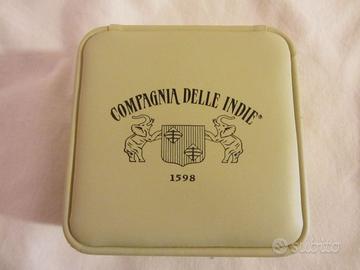 COMPAGNIA DELLE INDIE®
1598
subito